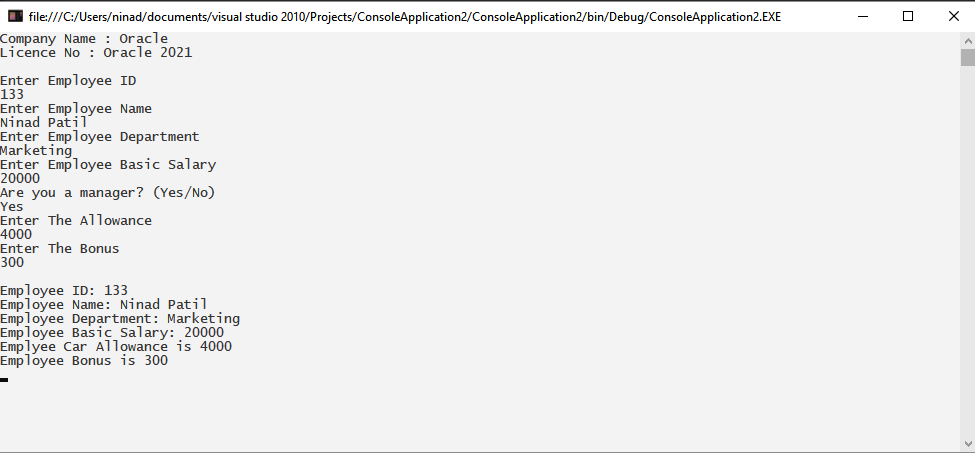 file:///C:/Users/ninad/documents/visual studio 2010/Projects/ConsoleApplication2/ConsoleApplication2/bin/Debug/ConsoleApplication2.EXE
Company Name : Oracle
Licence No : Oracle 2021
Enter Employee ID
133
Enter Employee Name
Ninad Patil
Enter Employee Department
Marketing
Enter Employee Basic Salary
20000
Are you a manager? (Yes/No)
Yes
Enter The Allowance
4000
Enter The Bonus
300
Employee ID: 133
Employee Name: Ninad Patil
Employee Department: Marketing
Employee Basic Salary: 20000
Emplyee Car Allowance is 4000
Employee Bonus is 300